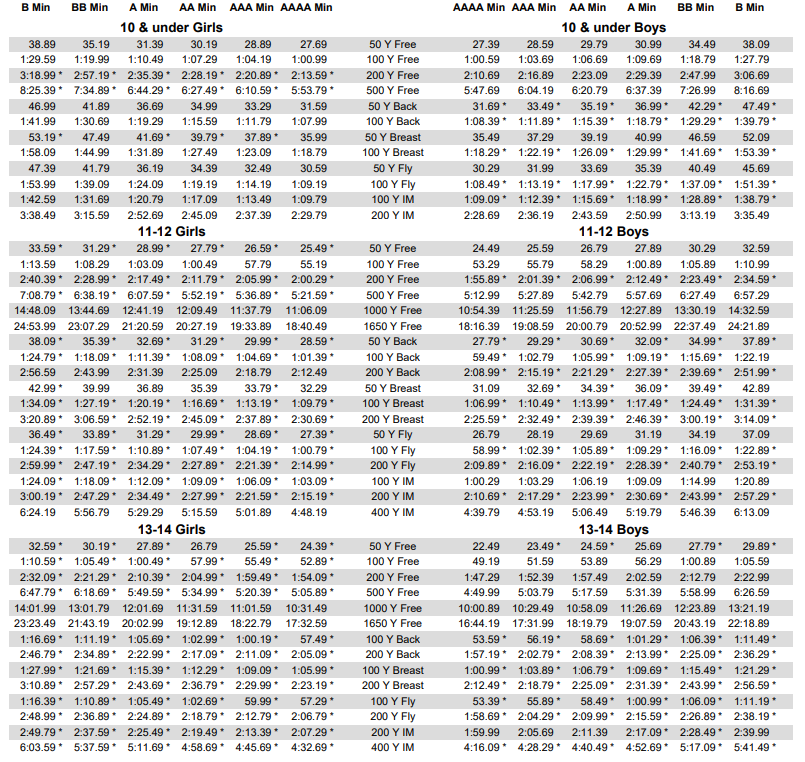 B Min BB Min A Min AA Min AAA Min AAAA Min AAAA Min AAA Min AA Min A Min BB Min B Min
10 & under Girls 10 & under Boys
38.89 35.19 31.39 30.19 28.89 27.69 50 Y Free 27.39 28.59 29.79 30.99 34.49 38.09
1:29.59 1:19.99 1:10.49 1:07.29 1:04.19 1:00.99 100 Y Free 1:00.59 1:03.69 1:06.69 1:09.69 1:18.79 1:27.79
3:18.99 * 2:57.19 * 2:35.39 * 2:28.19 * 2:20.89 * 2:13.59 * 200 Y Free 2:10.69 2:16.89 2:23.09 2:29.39 2:47.99 3:06.69
8:25.39 * 7:34.89 * 6:44.29 * 6:27.49 * 6:10.59 * 5:53.79 * 500 Y Free 5:47.69 6:04.19 6:20.79 6:37.39 7:26.99 8:16.69
46.99 41.89 36.69 34.99 33.29 31.59 50 Y Back 31.69 * 33.49 * 35.19 * 36.99 * 42.29 * 47.49 *
1:41.99 1:30.69 1:19.29 1:15.59 1:11.79 1:07.99 100 Y Back 1:08.39 * 1:11.89 * 1:15.39 * 1:18.79 * 1:29.29 * 1:39.79 *
53.19 * 47.49 41.69 * 39.79 * 37.89 * 35.99 50 Y Breast 35.49 37.29 39.19 40.99 46.59 52.09
1:58.09 1:44.99 1:31.89 1:27.49 1:23.09 1:18.79 100 Y Breast 1:18.29 * 1:22.19 * 1:26.09 * 1:29.99 * 1:41.69 * 1:53.39 *
47.39 41.79 36.19 34.39 32.49 30.59 50 Y Fly 30.29 31.99 33.69 35.39 40.49 45.69
1:53.99 1:39.09 1:24.09 1:19.19 1:14.19 1:09.19 100 Y Fly 1:08.49 * 1:13.19 * 1:17.99 * 1:22.79 * 1:37.09 * 1:51.39 *
1:42.59 1:31.69 1:20.79 1:17.09 1:13.49 1:09.79 100 Y IM 1:09.09 * 1:12.39 * 1:15.69 * 1:18.99 * 1:28.89 * 1:38.79 *
3:38.49 3:15.59 2:52.69 2:45.09 2:37.39 2:29.79 200 Y IM 2:28.69 2:36.19 2:43.59 2:50.99 3:13.19 3:35.49
11-12 Girls 11-12 Boys
33.59 * 31.29 * 28.99 * 27.79 * 26.59 * 25.49 * 50 Y Free 24.49 25.59 26.79 27.89 30.29 32.59
1:13.59 1:08.29 1:03.09 1:00.49 57.79 55.19 100 Y Free 53.29 55.79 58.29 1:00.89 1:05.89 1:10.99
2:40.39 * 2:28.99 * 2:17.49 * 2:11.79 * 2:05.99 * 2:00.29 * 200 Y Free 1:55.89 * 2:01.39 * 2:06.99 * 2:12.49 * 2:23.49 * 2:34.59 *
7:08.79 * 6:38.19 * 6:07.59 * 5:52.19 * 5:36.89 * 5:21.59 * 500 Y Free 5:12.99 5:27.89 5:42.79 5:57.69 6:27.49 6:57.29
14:48.09 13:44.69 12:41.19 12:09.49 11:37.79 11:06.09 1000 Y Free 10:54.39 11:25.59 11:56.79 12:27.89 13:30.19 14:32.59
24:53.99 23:07.29 21:20.59 20:27.19 19:33.89 18:40.49 1650 Y Free 18:16.39 19:08.59 20:00.79 20:52.99 22:37.49 24:21.89
38.09 * 35.39 * 32.69 * 31.29 * 29.99 * 28.59 * 50 Y Back 27.79 * 29.29 * 30.69 * 32.09 * 34.99 * 37.89 *
1:24.79 * 1:18.09 * 1:11.39 * 1:08.09 * 1:04.69 * 1:01.39 * 100 Y Back 59.49 * 1:02.79 1:05.99 * 1:09.19 * 1:15.69 * 1:22.19
2:56.59 2:43.99 2:31.39 2:25.09 2:18.79 2:12.49 200 Y Back 2:08.99 * 2:15.19 * 2:21.29 * 2:27.39 * 2:39.69 * 2:51.99 *
42.99 * 39.99 36.89 35.39 33.79 * 32.29 50 Y Breast 31.09 32.69 * 34.39 * 36.09 * 39.49 * 42.89
1:34.09 * 1:27.19 * 1:20.19 * 1:16.69 * 1:13.19 * 1:09.79 * 100 Y Breast 1:06.99 * 1:10.49 * 1:13.99 * 1:17.49 * 1:24.49 * 1:31.39 *
3:20.89 * 3:06.59 * 2:52.19 * 2:45.09 * 2:37.89 * 2:30.69 * 200 Y Breast 2:25.59 * 2:32.49 * 2:39.39 * 2:46.39 * 3:00.19 * 3:14.09 *
36.49 * 33.89 * 31.29 * 29.99 * 28.69 * 27.39 * 50 Y Fly 26.79 28.19 29.69 31.19 34.19 37.09
1:24.39 * 1:17.59 * 1:10.89 * 1:07.49 * 1:04.19 * 1:00.79 * 100 Y Fly 58.99 * 1:02.39 * 1:05.89 * 1:09.29 * 1:16.09 * 1:22.89 *
2:59.99 * 2:47.19 * 2:34.29 * 2:27.89 * 2:21.39 * 2:14.99 * 200 Y Fly 2:09.89 * 2:16.09 * 2:22.19 * 2:28.39 * 2:40.79 * 2:53.19 *
1:24.09 * 1:18.09 * 1:12.09 * 1:09.09 * 1:06.09 * 1:03.09 * 100 Y IM 1:00.29 1:03.29 1:06.19 1:09.09 1:14.99 1:20.89
3:00.19 * 2:47.29 * 2:34.49 * 2:27.99 * 2:21.59 * 2:15.19 * 200 Y IM 2:10.69 * 2:17.29 * 2:23.99 * 2:30.69 * 2:43.99 * 2:57.29 *
6:24.19 5:56.79 5:29.29 5:15.59 5:01.89 4:48.19 400 Y IM 4:39.79 4:53.19 5:06.49 5:19.79 5:46.39 6:13.09
13-14 Girls 13-14 Boys
32.59 * 30.19 * 27.89 * 26.79 25.59 * 24.39 * 50 Y Free 22.49 23.49 * 24.59 * 25.69 27.79 * 29.89 *
1:10.59 * 1:05.49 * 1:00.49 * 57.99 * 55.49 * 52.89 * 100 Y Free 49.19 51.59 53.89 56.29 1:00.89 1:05.59
2:32.09 * 2:21.29 * 2:10.39 * 2:04.99 * 1:59.49 * 1:54.09 * 200 Y Free 1:47.29 1:52.39 1:57.49 2:02.59 2:12.79 2:22.99
6:47.79 * 6:18.69 * 5:49.59 * 5:34.99 * 5:20.39 * 5:05.89 * 500 Y Free 4:49.99 5:03.79 5:17.59 5:31.39 5:58.99 6:26.59
14:01.99 13:01.79 12:01.69 11:31.59 11:01.59 10:31.49 1000 Y Free 10:00.89 10:29.49 10:58.09 11:26.69 12:23.89 13:21.19
23:23.49 21:43.19 20:02.99 19:12.89 18:22.79 17:32.59 1650 Y Free 16:44.19 17:31.99 18:19.79 19:07.59 20:43.19 22:18.89
1:16.69 * 1:11.19 * 1:05.69 * 1:02.99 * 1:00.19 * 57.49 * 100 Y Back 53.59 * 56.19 * 58.69 * 1:01.29 * 1:06.39 * 1:11.49 *
2:46.79 * 2:34.89 * 2:22.99 * 2:17.09 * 2:11.09 * 2:05.09 * 200 Y Back 1:57.19 * 2:02.79 * 2:08.39 * 2:13.99 * 2:25.09 * 2:36.29 *
1:27.99 * 1:21.69 * 1:15.39 * 1:12.29 * 1:09.09 * 1:05.99 * 100 Y Breast 1:00.99 * 1:03.89 * 1:06.79 * 1:09.69 * 1:15.49 * 1:21.29 *
3:10.89 * 2:57.29 * 2:43.69 * 2:36.79 * 2:29.99 * 2:23.19 * 200 Y Breast 2:12.49 * 2:18.79 * 2:25.09 2:31.39 * 2:43.99 * 2:56.59 *
1:16.39 * 1:10.89 * 1:05.49 * 1:02.69 * 59.99 * 57.29 * 100 Y Fly 53.39 * 55.89 * 58.49 * 1:00.99 * 1:06.09 * 1:11.19 *
2:48.99 * 2:36.89 * 2:24.89 * 2:18.79 * 2:12.79 * 2:06.79 * 200 Y Fly 1:58.69 * 2:04.29 * 2:09.99 * 2:15.59 * 2:26.89 * 2:38.19 *
2:49.79 * 2:37.59 * 2:25.49 * 2:19.49 * 2:13.39 * 2:07.29 * 200 Y IM 1:59.99 2:05.69 2:11.39 2:17.09 * 2:28.49 * 2:39.99
6:03.59 * 5:37.59 * 5:11.69 * 4:58.69 * 4:45.69 * 4:32.69 * 400 Y IM 4:16.09 * 4:28.29 * 4:40.49 * 4:52.69 * 5:17.09 * 5:41.49 *